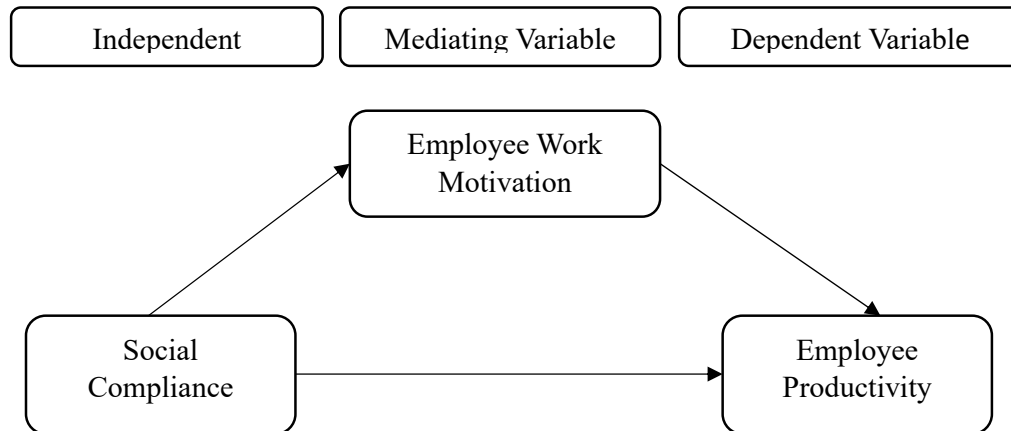 Independent
Mediating Variable
Dependent Variable
Employee Work
Motivation
Social
Compliance
Employee
Productivity